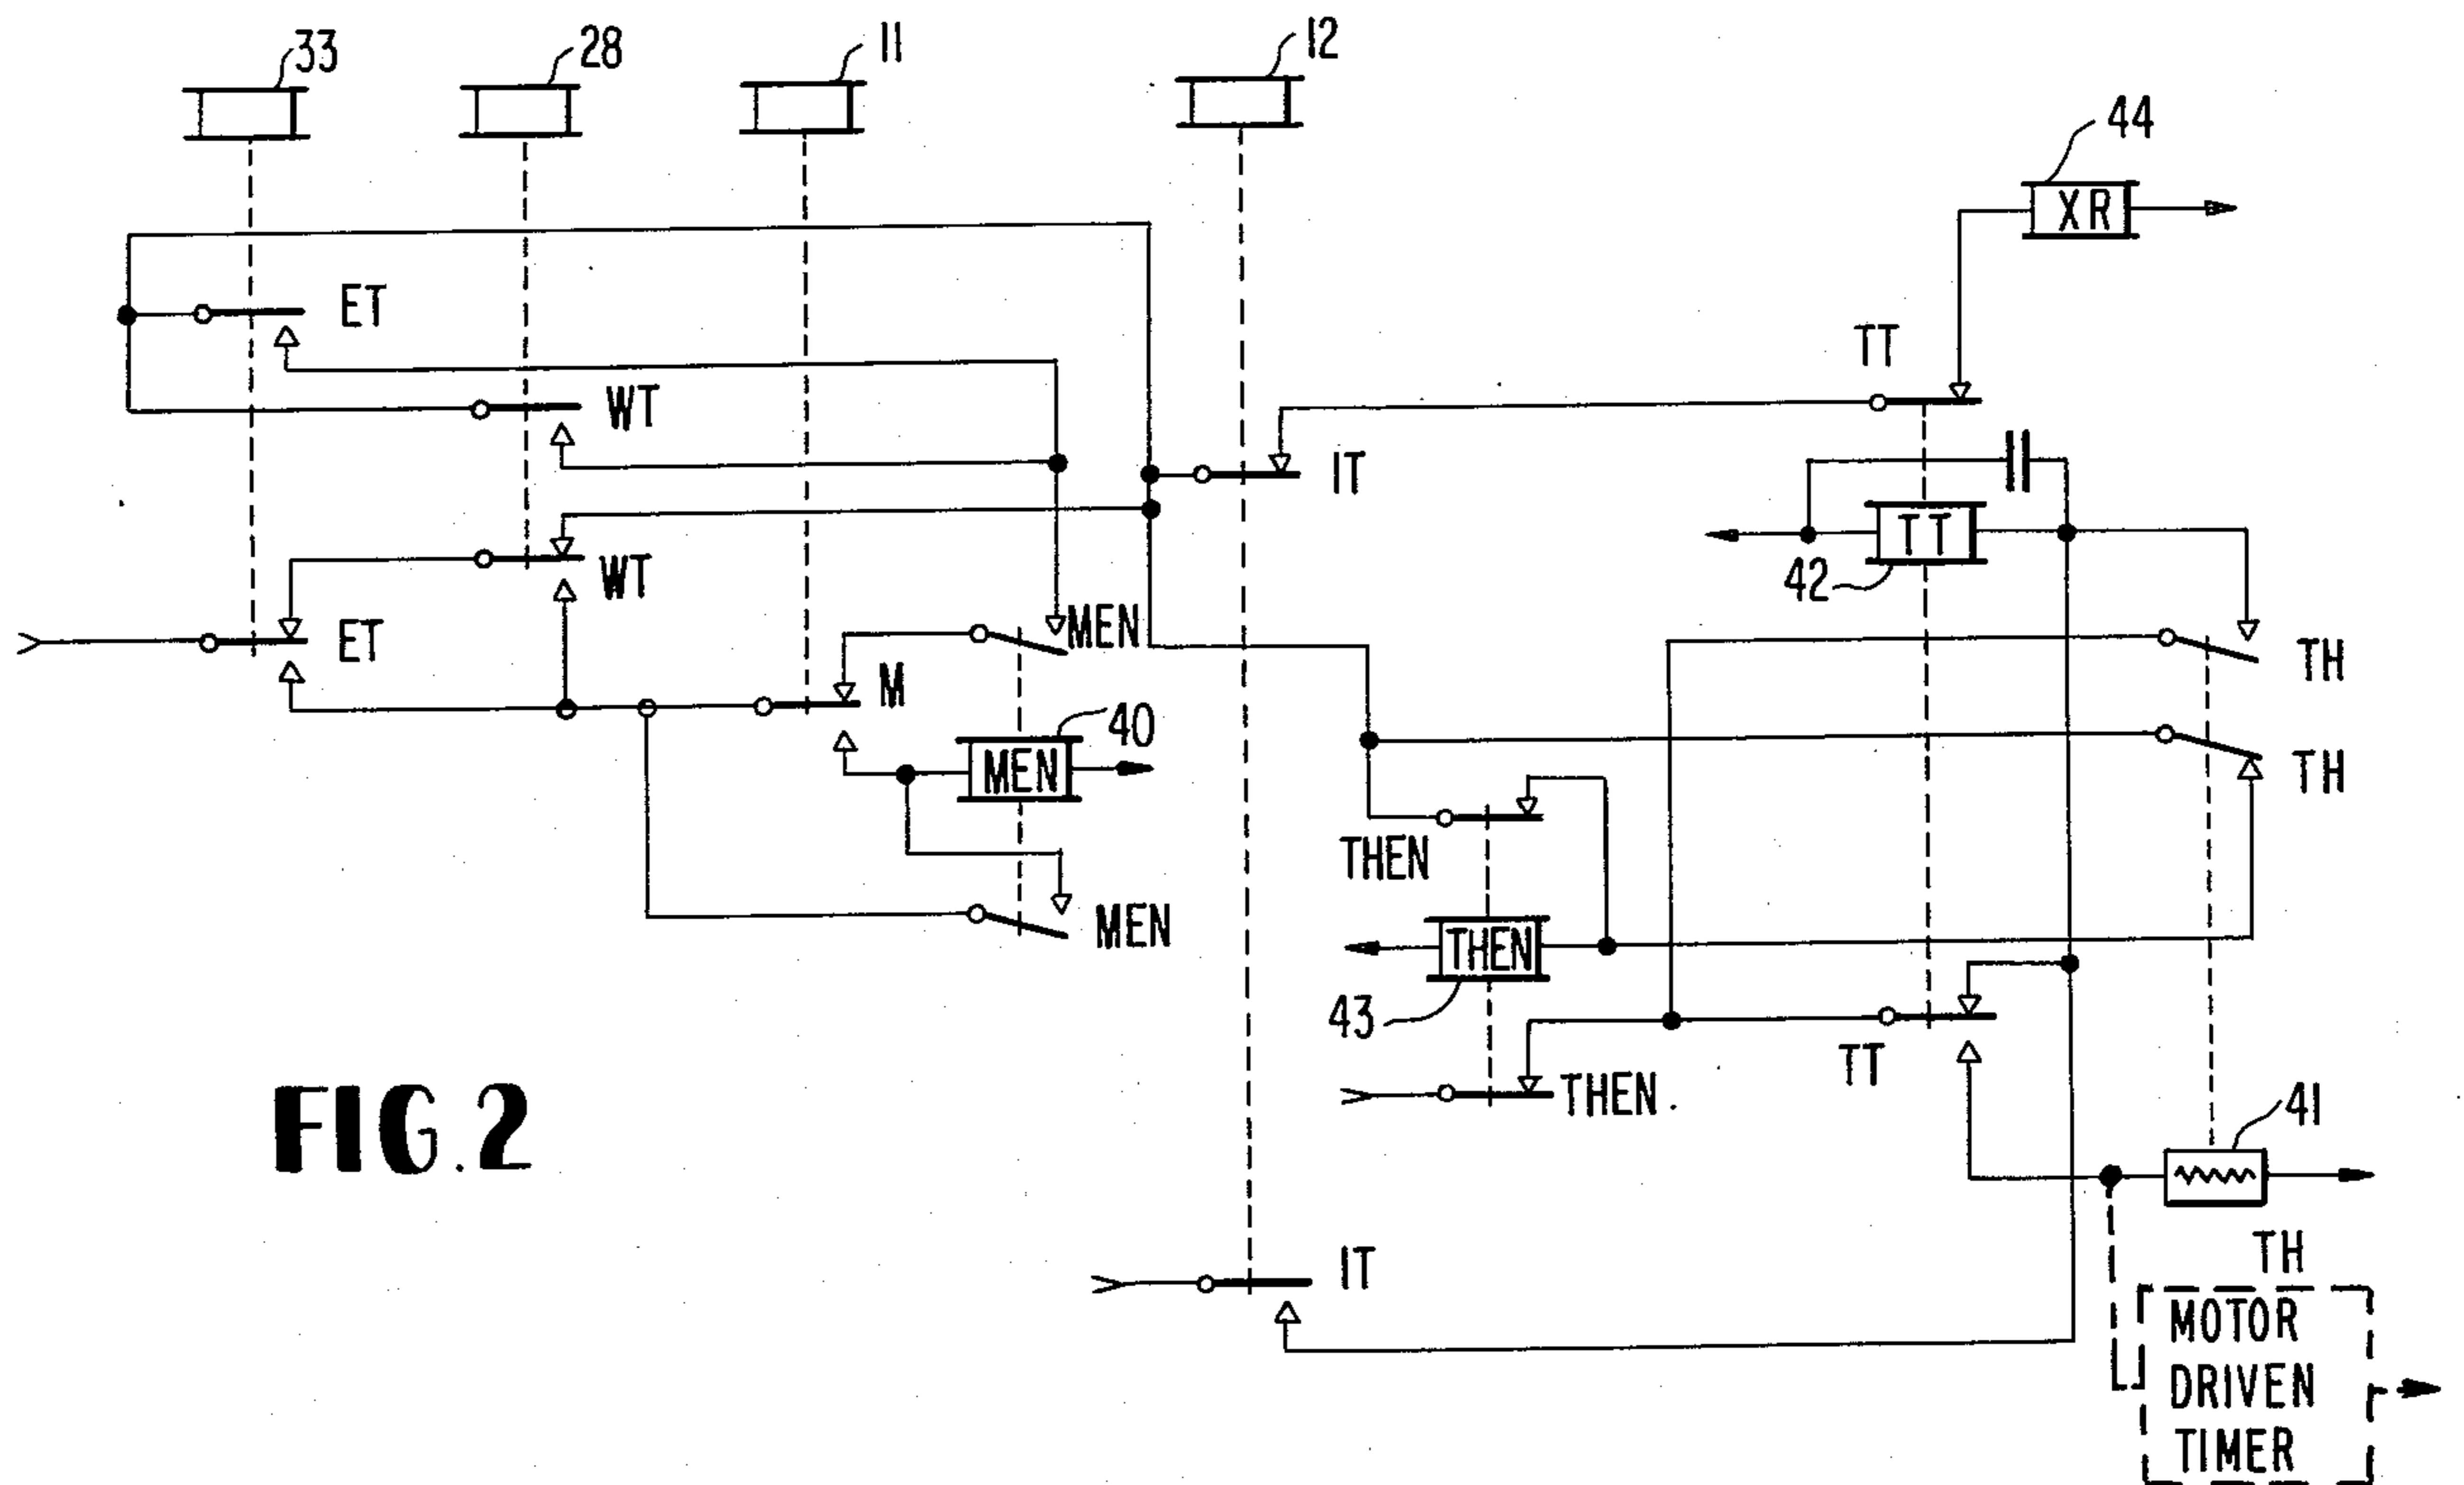 33
28
11
12
44
XR
ET
TT
WT
IT
TT
WT
42
MEN
ET
TH
M
40
TH
MEN
THEN
MEN
THEN
43
TT
THEN
41
FIG.2
TH
IT
MOTOR
DRIVEN
TIMER